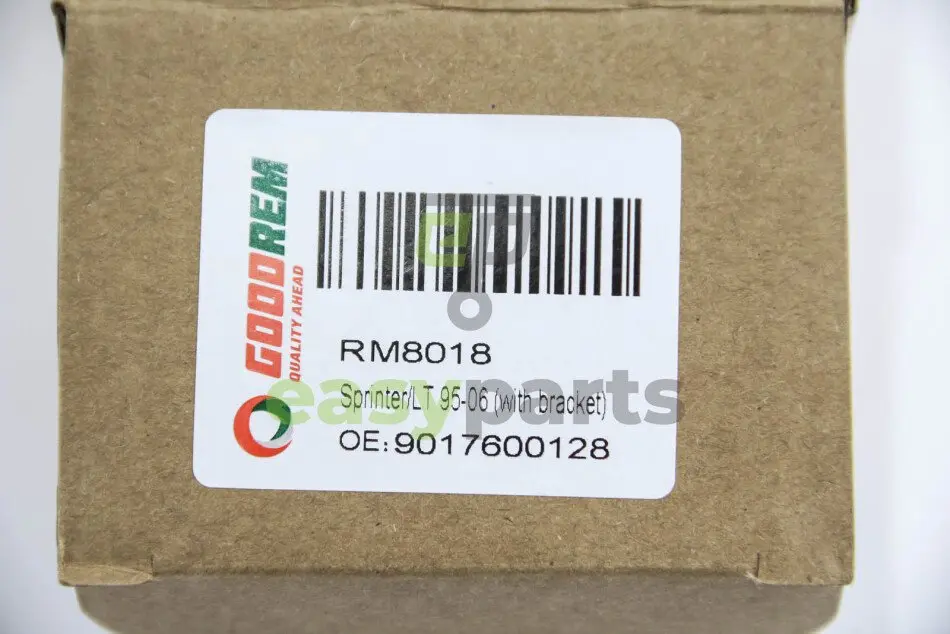 GOODREM
QUALITY AHEAD
RM8018
Sprinter/LT 95-06 (with bracket)
OE:9017600128
easyparts